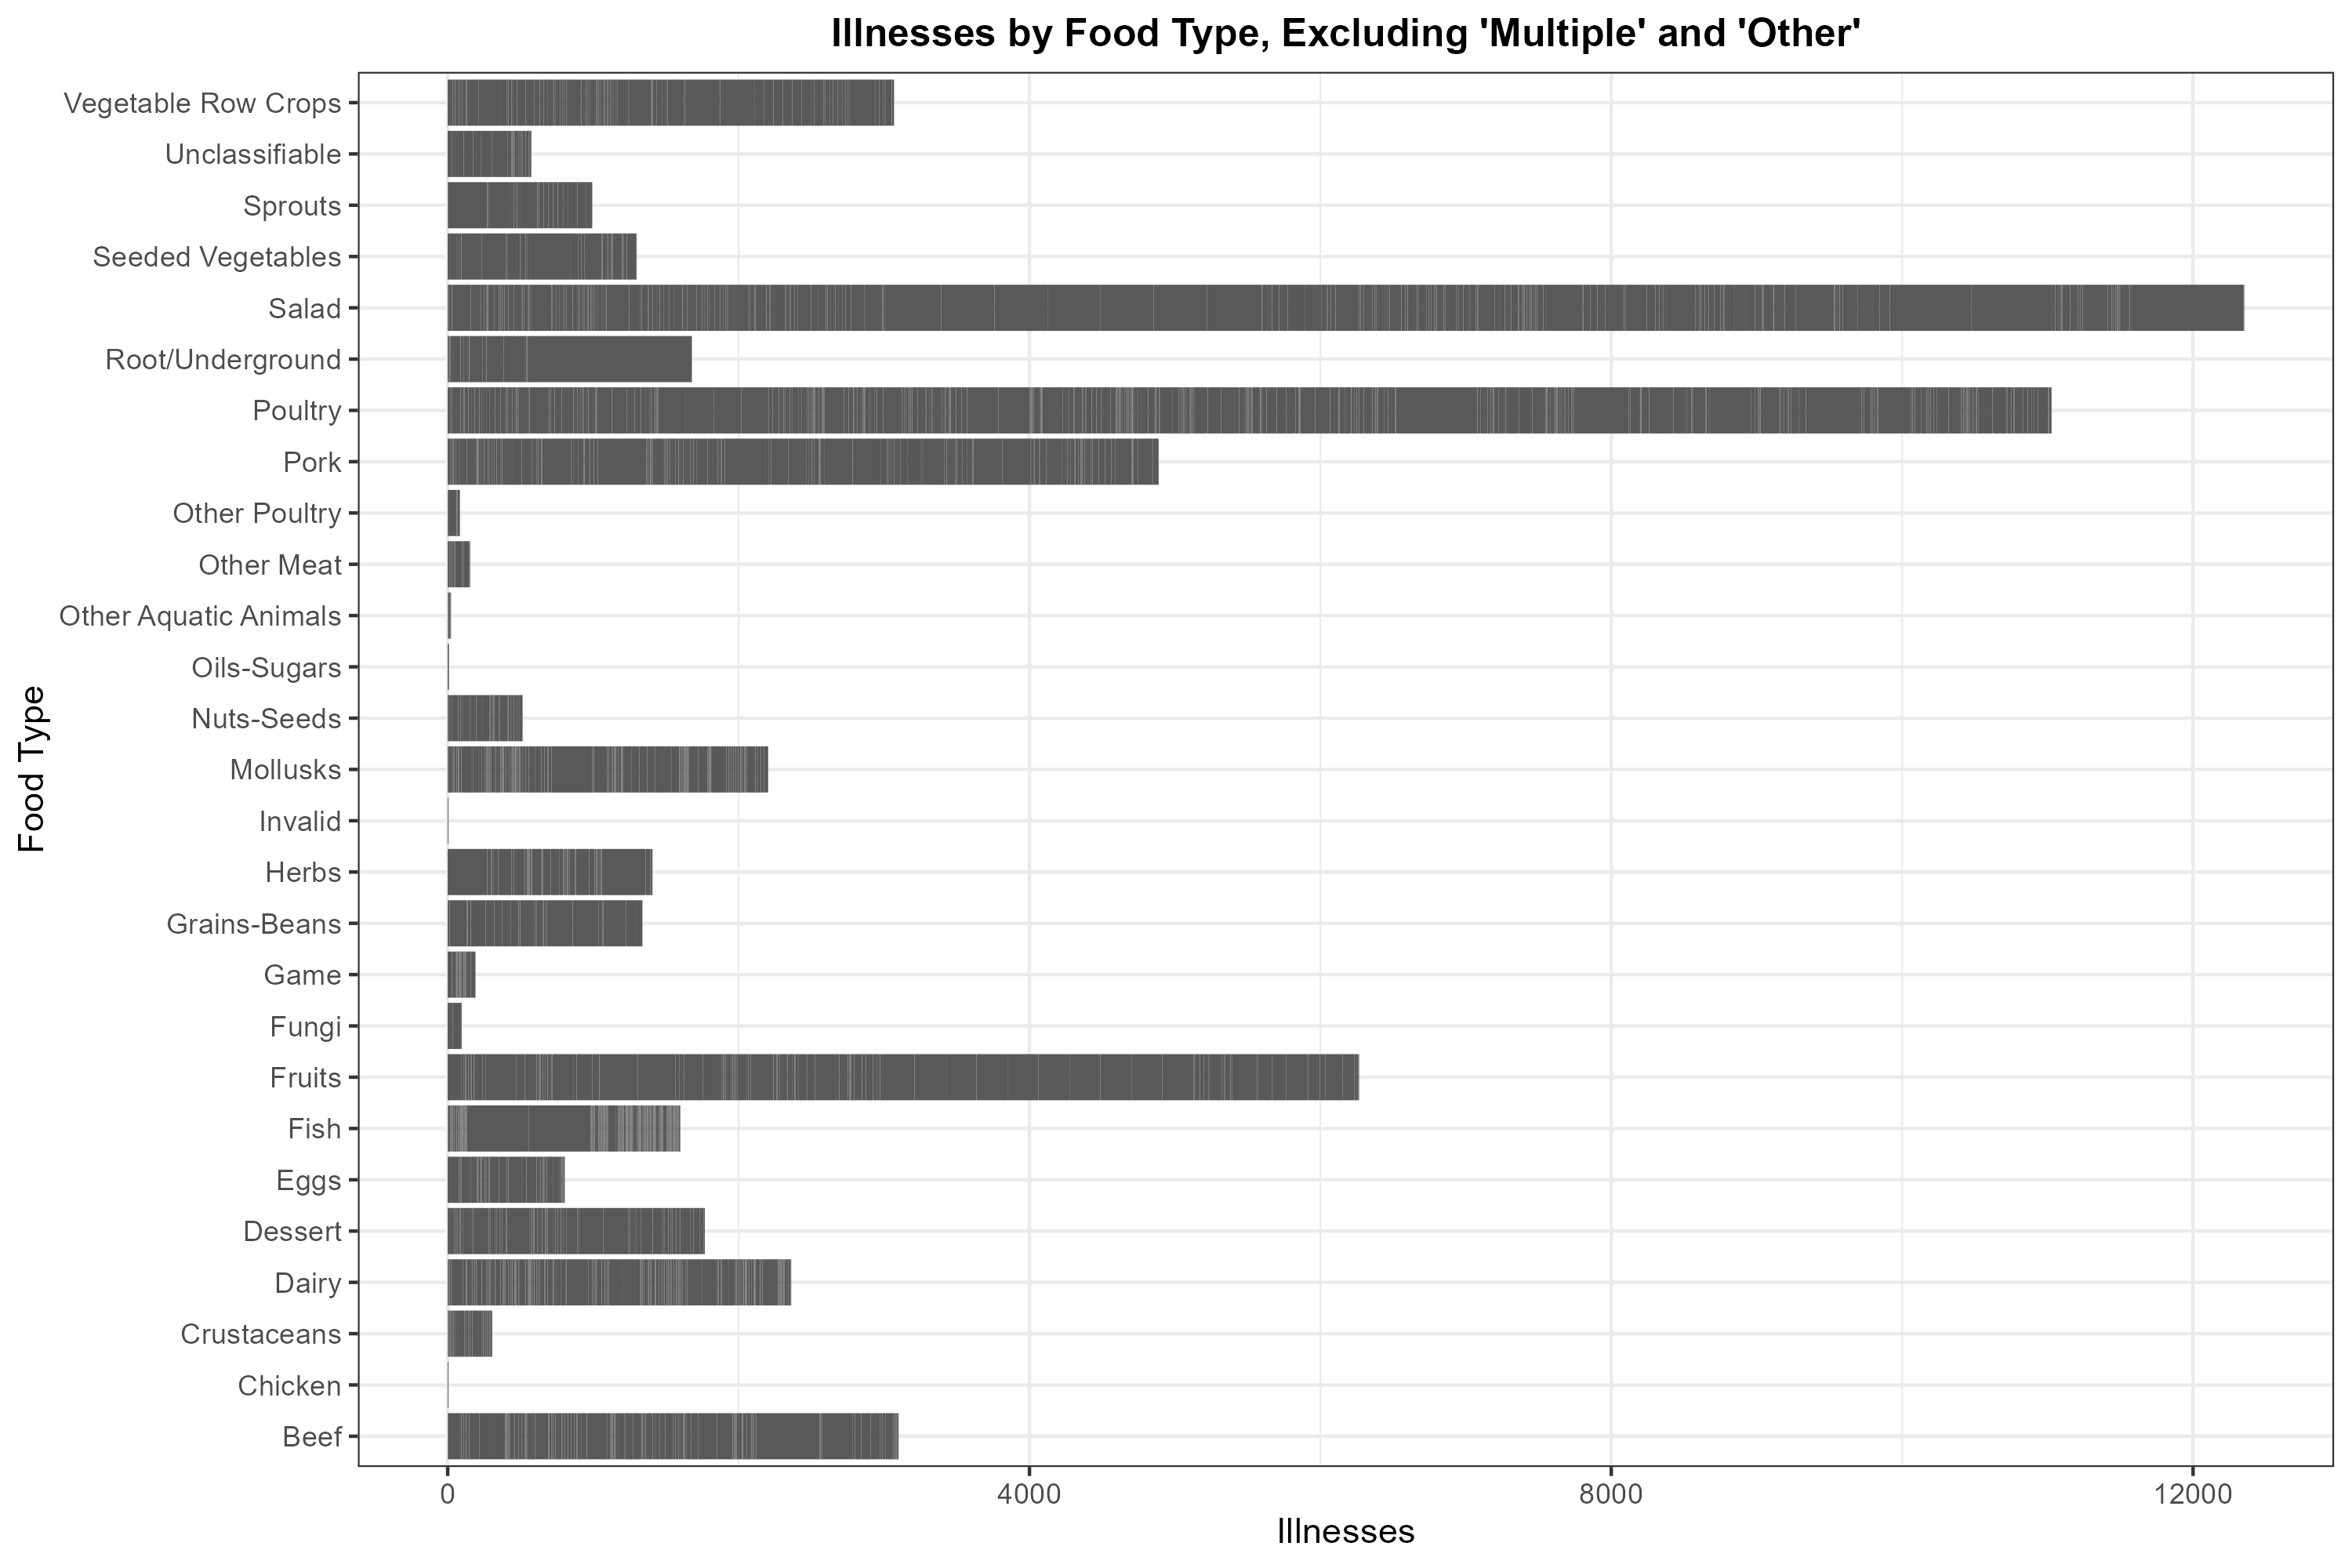 Illnesses by Food Type, Excluding 'Multiple' and 'Other'
Vegetable Row Crops
Unclassifiable
Sprouts
Seeded Vegetables
Salad
Root/Underground
Poultry
Pork
Other Poultry
Other Meat
Other Aquatic Animals
Oils-Sugars
Nuts-Seeds
Mollusks
Invalid
Herbs
Grains-Beans
Game
Fungi
Fruits
Fish
Eggs
Dessert
Dairy
Crustaceans
Chicken
Beef
Food Type
0 4000 8000 12000
Illnesses